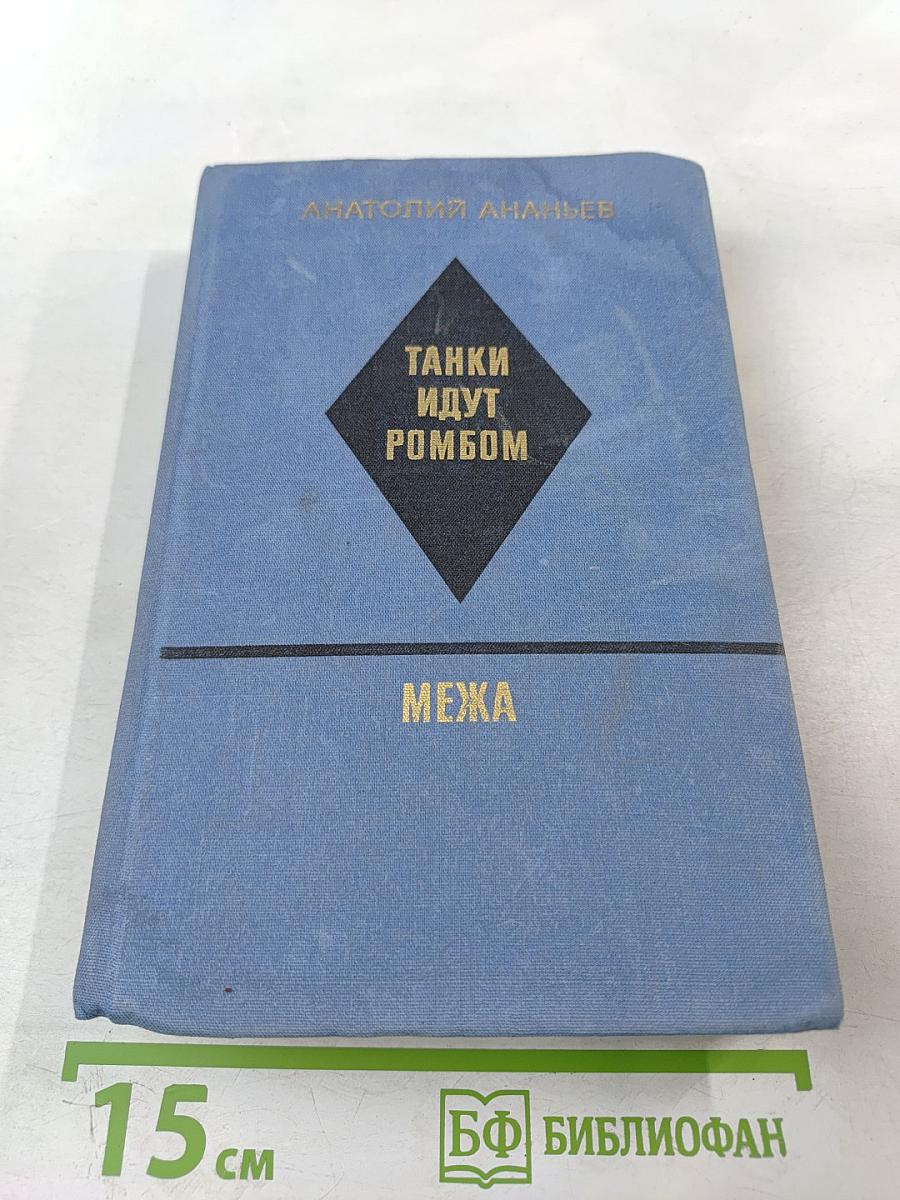 АНАТОЛИЙ АНАНЬЕВ
ТАНКИ
ИДУТ
РОМБОМ
МЕЖА
15 см
БФ БИБЛИОФАН